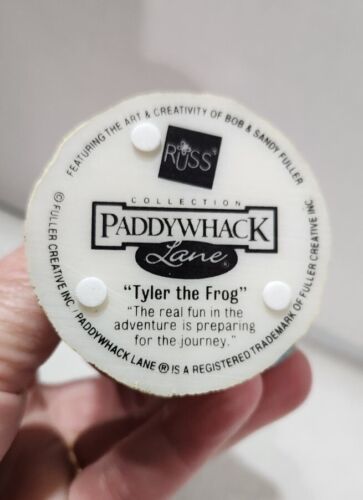 FEATURING THE ART & CREATIVITY OF BOB & SANDY FULLER
RUSS
COLLECTION
PADDYWHACK
Lane®
"Tyler the Frog"
"The real fun in the
adventure is preparing
for the journey."
© FULLER CREATIVE INC. PADDYWHACK LANE ® IS A REGISTERED TRADEMARK OF FULLER CREATIVE INC.